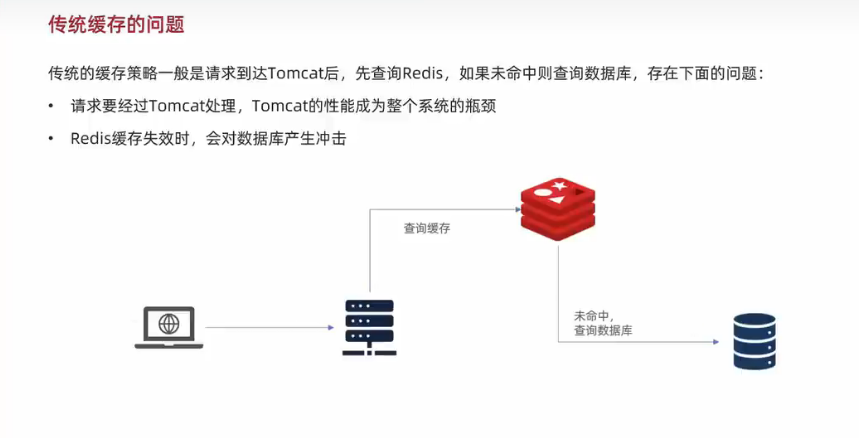 传统缓存的问题
传统的缓存策略一般是请求到达Tomcat后，先查询Redis，如果未命中则查询数据库，存在下面的问题：
• 请求要经过Tomcat处理，Tomcat的性能成为整个系统的瓶颈
• Redis缓存失效时，会对数据库产生冲击
查询缓存
未命中，
查询数据库